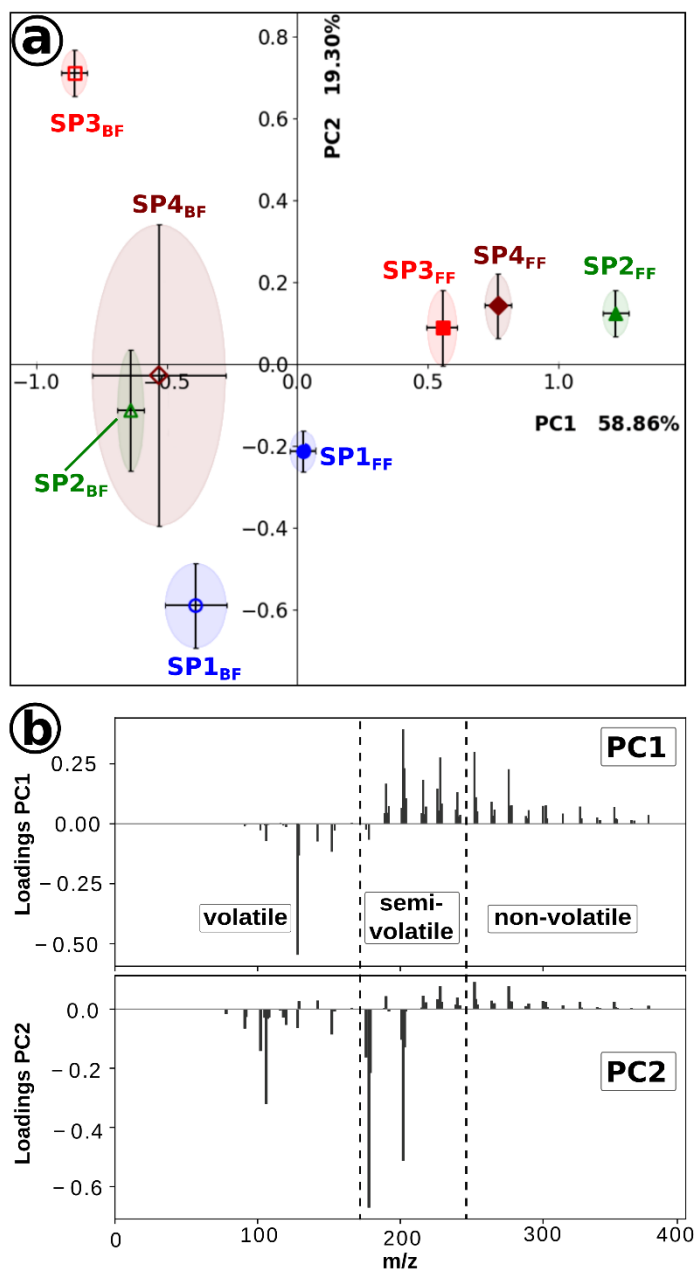 a
0.8
PC2 19.30%
SP3BF
0.6
0.4
SP4BF
SP3FF
SP4FF
SP2FF
0.2
0.0
−1.0
−0.5
0.0
0.5
1.0
PC1 58.86%
SP2BF
−0.2
SP1FF
−0.4
−0.6
SP1BF
b
PC1
Loadings PC1
0.25
0.00
−0.25
−0.50
volatile
semi-
volatile
non-volatile
Loadings PC2
0.0
−0.2
−0.4
−0.6
PC2
0
100
200
300
400
m/z